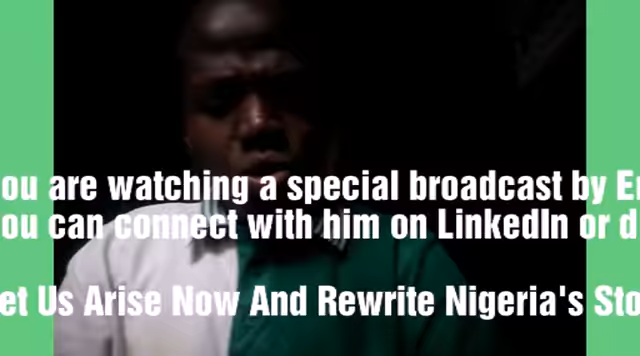 ou are watching a special broadcast by E
ou can connect with him on LinkedIn or d
et Us Arise Now And Rewrite Nigeria's Sto